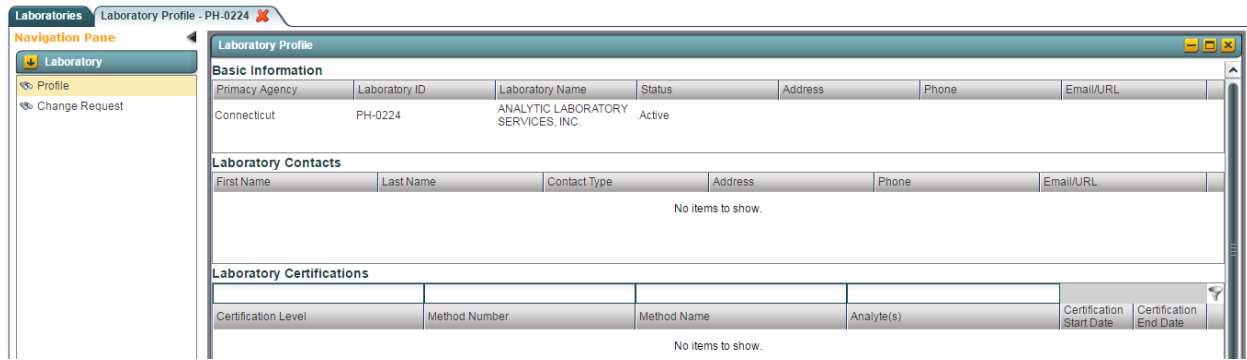 Laboratories Laboratory Profile - PH-0224
Navigation Pane
Laboratory
Profile
Change Request
Laboratory Profile
Basic Information
Primacy Agency Laboratory ID Laboratory Name Status Address Phone Email/URL
Connecticut PH-0224 ANALYTIC LABORATORY SERVICES, INC. Active
Laboratory Contacts
First Name Last Name Contact Type Address Phone Email/URL
No items to show.
Laboratory Certifications
Certification Level Method Number Method Name Analyte(s) Certification Start Date Certification End Date
No items to show.